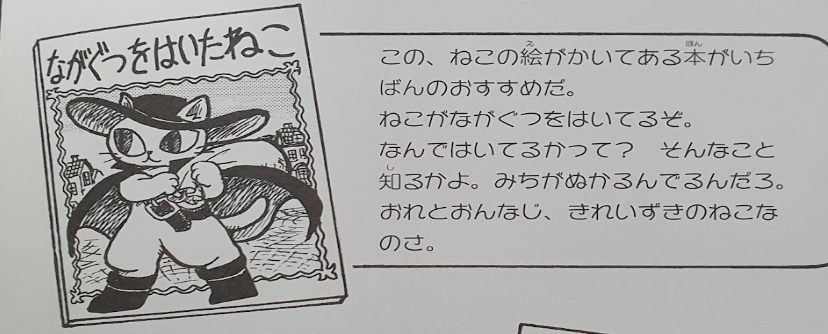 ながぐつをはいたねこ
この、ねこの絵がかいてある本がいち
ばんのおすすめだ。
ねこがながぐつをはいてるぞ。
なんではいてるかって？　そんなこと
知るかよ。みちがぬかるんでるんだろ。
おれとおんなじ、きれいずきのねこな
のさ。